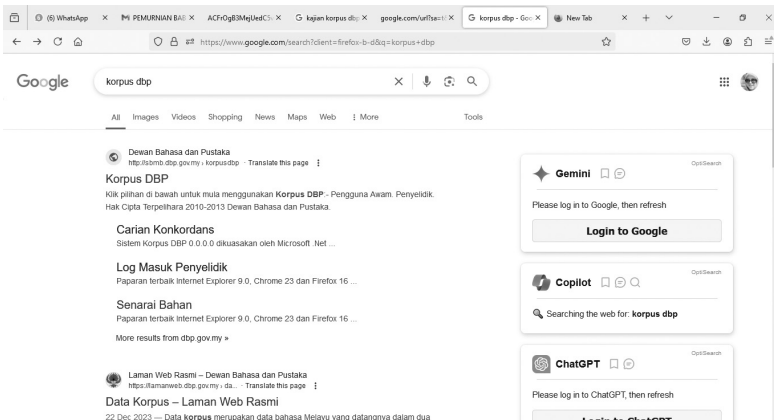 (6) WhatsApp
PEMURNIAN BAB
ACFrOgB3MejUedC5
kajian korpus dbp
google.com/url?sa=t
korpus dbp - Goo
New Tab
https://www.google.com/search?client=firefox-b-d&q=korpus+dbp
Google
korpus dbp
All Images Videos Shopping News Maps Web More Tools
Dewan Bahasa dan Pustaka
http://sbmb.dbp.gov.my › korpusdbp · Translate this page
Korpus DBP
Klik pilihan di bawah untuk mula menggunakan Korpus DBP:- Pengguna Awam. Penyelidik.
Hak Cipta Terpelihara 2010-2013 Dewan Bahasa dan Pustaka.
Carian Konkordans
Sistem Korpus DBP 0.0.0.0 dikuasakan oleh Microsoft .Net ...
Log Masuk Penyelidik
Paparan terbaik Internet Explorer 9.0, Chrome 23 dan Firefox 16 ...
Senarai Bahan
Paparan terbaik Internet Explorer 9.0, Chrome 23 dan Firefox 16 ...
More results from dbp.gov.my »
Laman Web Rasmi – Dewan Bahasa dan Pustaka
https://lamanweb.dbp.gov.my › da... · Translate this page
Data Korpus – Laman Web Rasmi
22 Dec 2023 — Data korpus merupakan data bahasa Melayu yang datangnya dalam dua
OptiSearch
Gemini
Please log in to Google, then refresh
Login to Google
OptiSearch
Copilot
Searching the web for: korpus dbp
OptiSearch
ChatGPT
Please log in to ChatGPT, then refresh
Login to ChatGPT